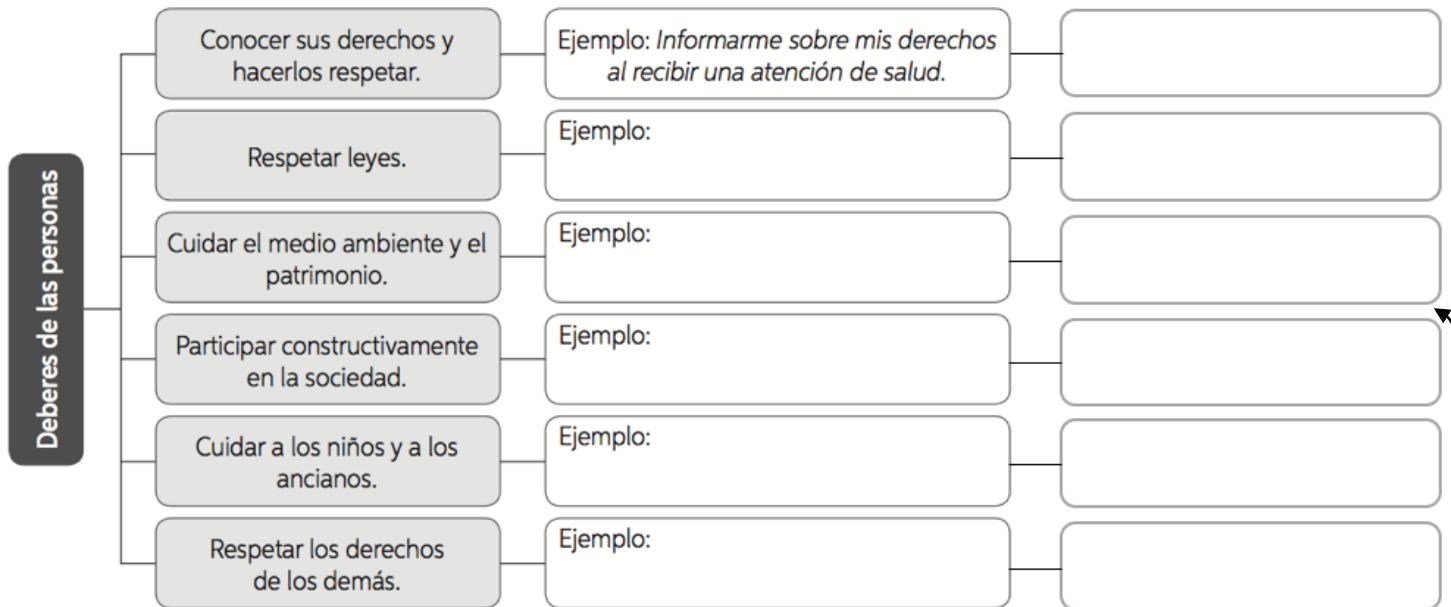 Deberes de las personas
Conocer sus derechos y
hacerlos respetar.
Ejemplo: Informarme sobre mis derechos
al recibir una atención de salud.
Respetar leyes.
Ejemplo:
Cuidar el medio ambiente y el
patrimonio.
Ejemplo:
Participar constructivamente
en la sociedad.
Ejemplo:
Cuidar a los niños y a los
ancianos.
Ejemplo:
Respetar los derechos
de los demás.
Ejemplo: